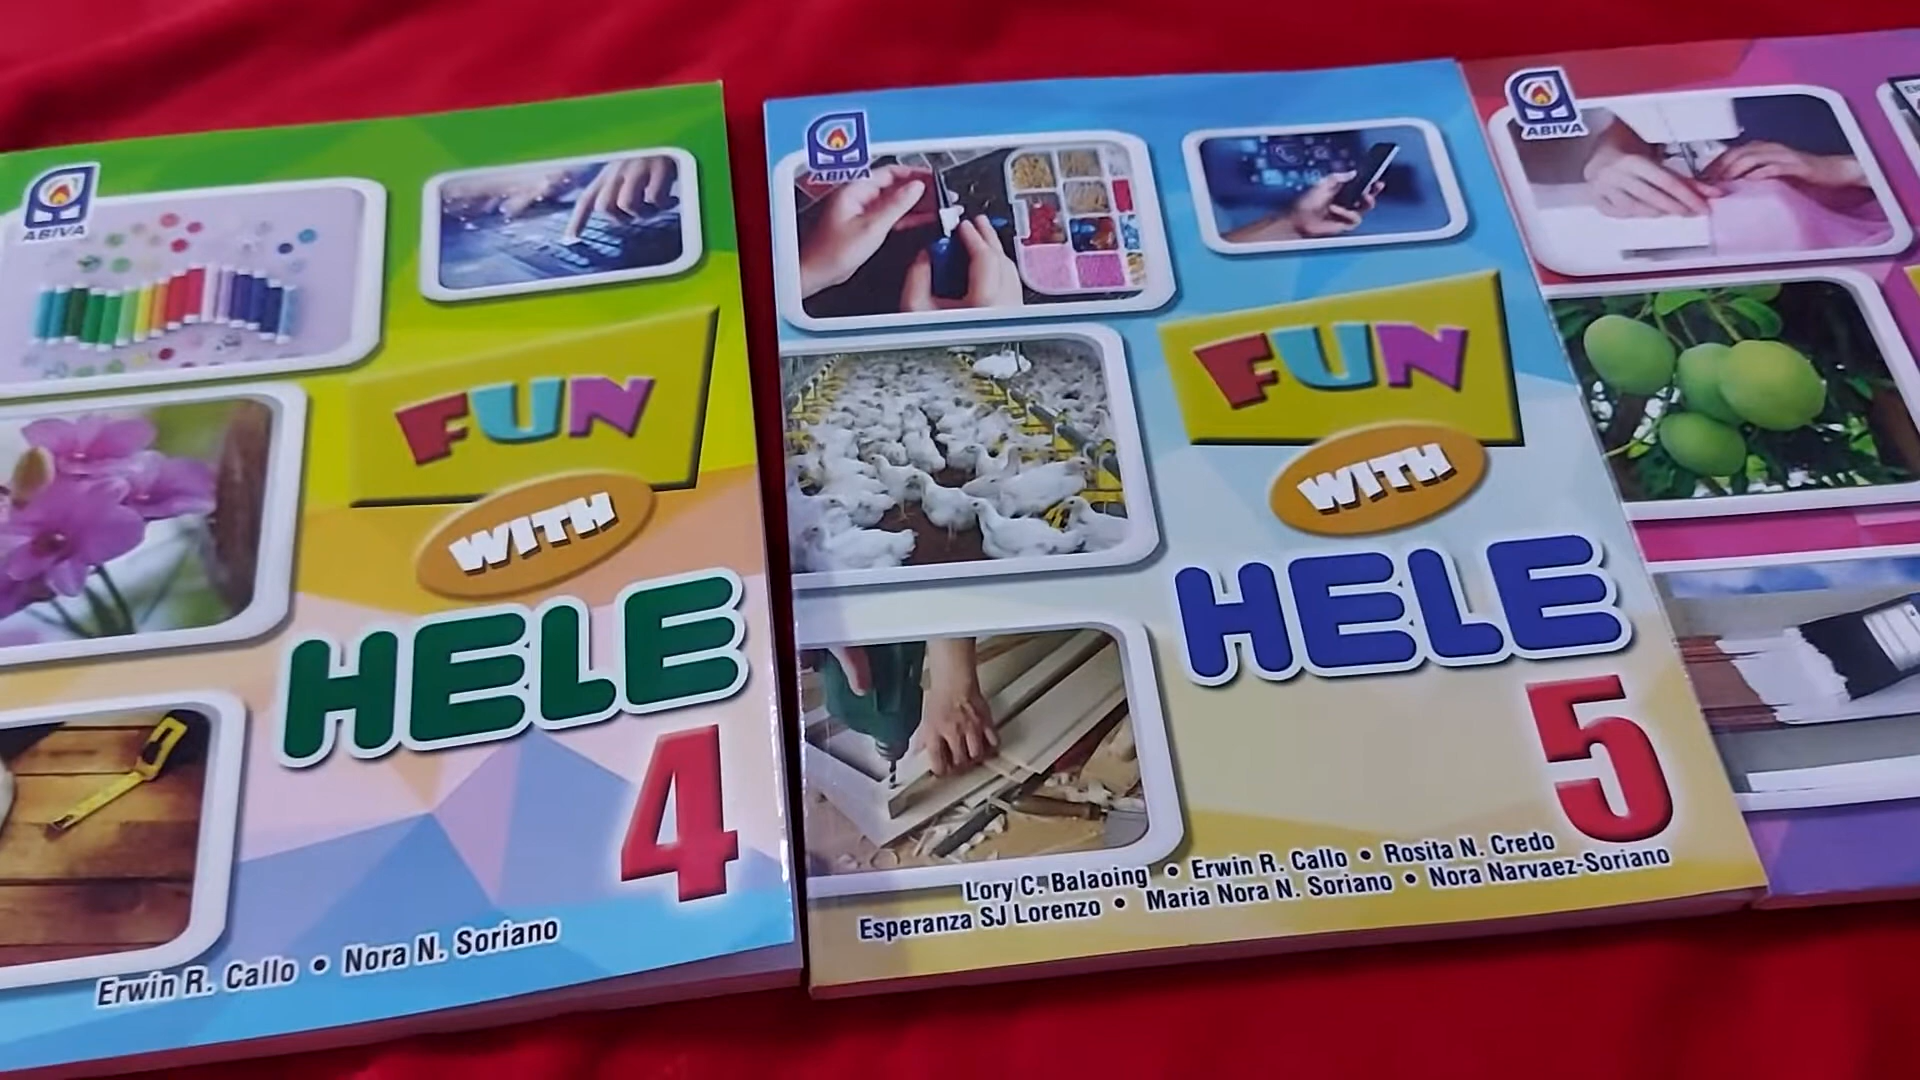 ABIVA
FUN
WITH
HELE
4
Erwin R. Callo • Nora N. Soriano
ABIVA
FUN
WITH
HELE
5
Lory C. Balaoing • Erwin R. Callo • Rosita N. Credo
Esperanza SJ Lorenzo • Maria Nora N. Soriano • Nora Narvaez-Soriano
ABIVA